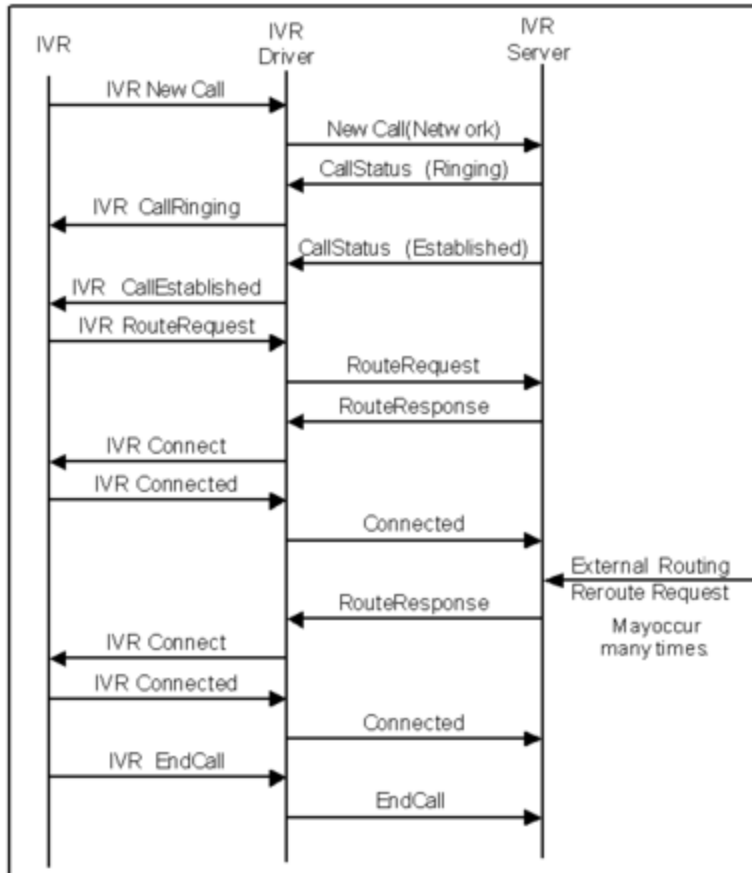 IVR
IVR
Driver
IVR
Server
IVR New Call
New Call(Network)
CallStatus (Ringing)
IVR CallRinging
CallStatus (Established)
IVR CallEstablished
IVR RouteRequest
RouteRequest
RouteResponse
IVR Connect
IVR Connected
Connected
External Routing
Reroute Request
RouteResponse
Mayoccur
many times.
IVR Connect
IVR Connected
Connected
IVR EndCall
EndCall